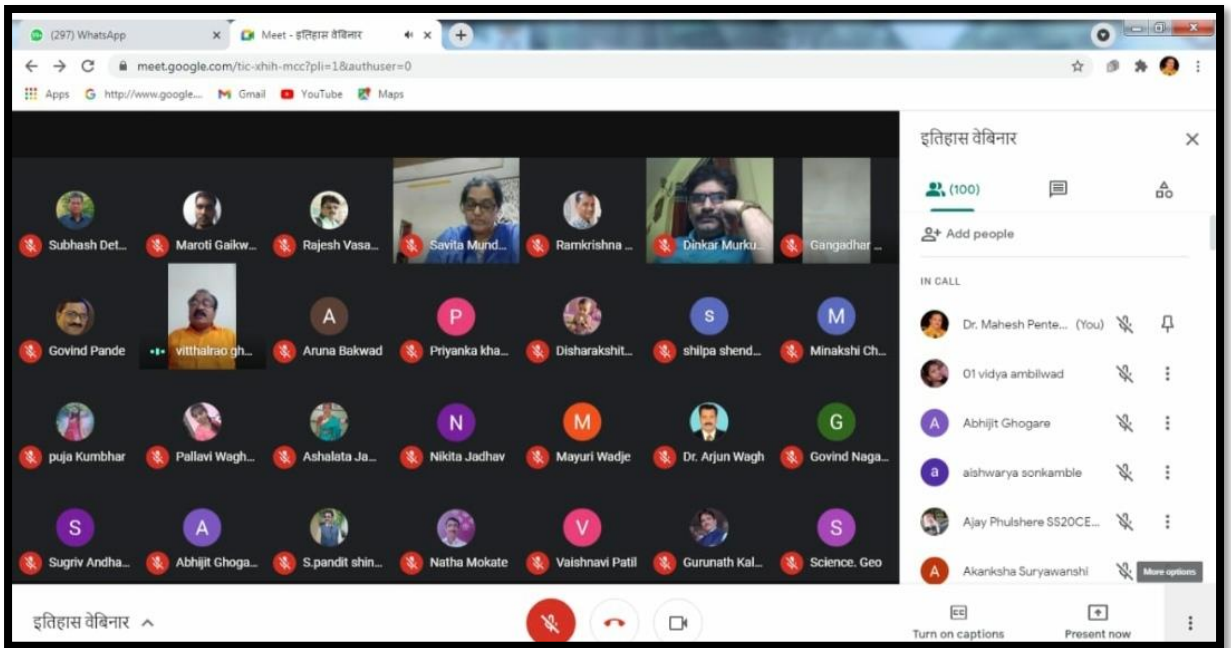 (297) WhatsApp
Meet - इतिहास वेबिनार
meet.google.com/tic-xhih-mcc?pli=1&authuser=0
Apps http://www.google... Gmail YouTube Maps
इतिहास वेबिनार
(100)
Add people
IN CALL
Dr. Mahesh Pente... (You)
01 vidya ambilwad
A Abhijit Ghogare
a aishwarya sonkamble
Ajay Phulshere SS20CE...
A Akanksha Suryawanshi
More options
Subhash Det... Maroti Gaikw... Rajesh Vasa... Savita Mund... Ramkrishna ... Dinkar Murku... Gangadhar ...
A P S M
Govind Pande vitthalrao gh... Aruna Bakwad Priyanka kha... Disharakshit... shilpa shend... Minakshi Ch...
N M G
puja Kumbhar Pallavi Wagh... Ashalata Ja... Nikita Jadhav Mayuri Wadje Dr. Arjun Wagh Govind Naga...
S A V S
Sugriv Andha... Abhijit Ghoga... S.pandit shin... Natha Mokate Vaishnavi Patil Gurunath Kal... Science. Geo
इतिहास वेबिनार
Turn on captions
Present now